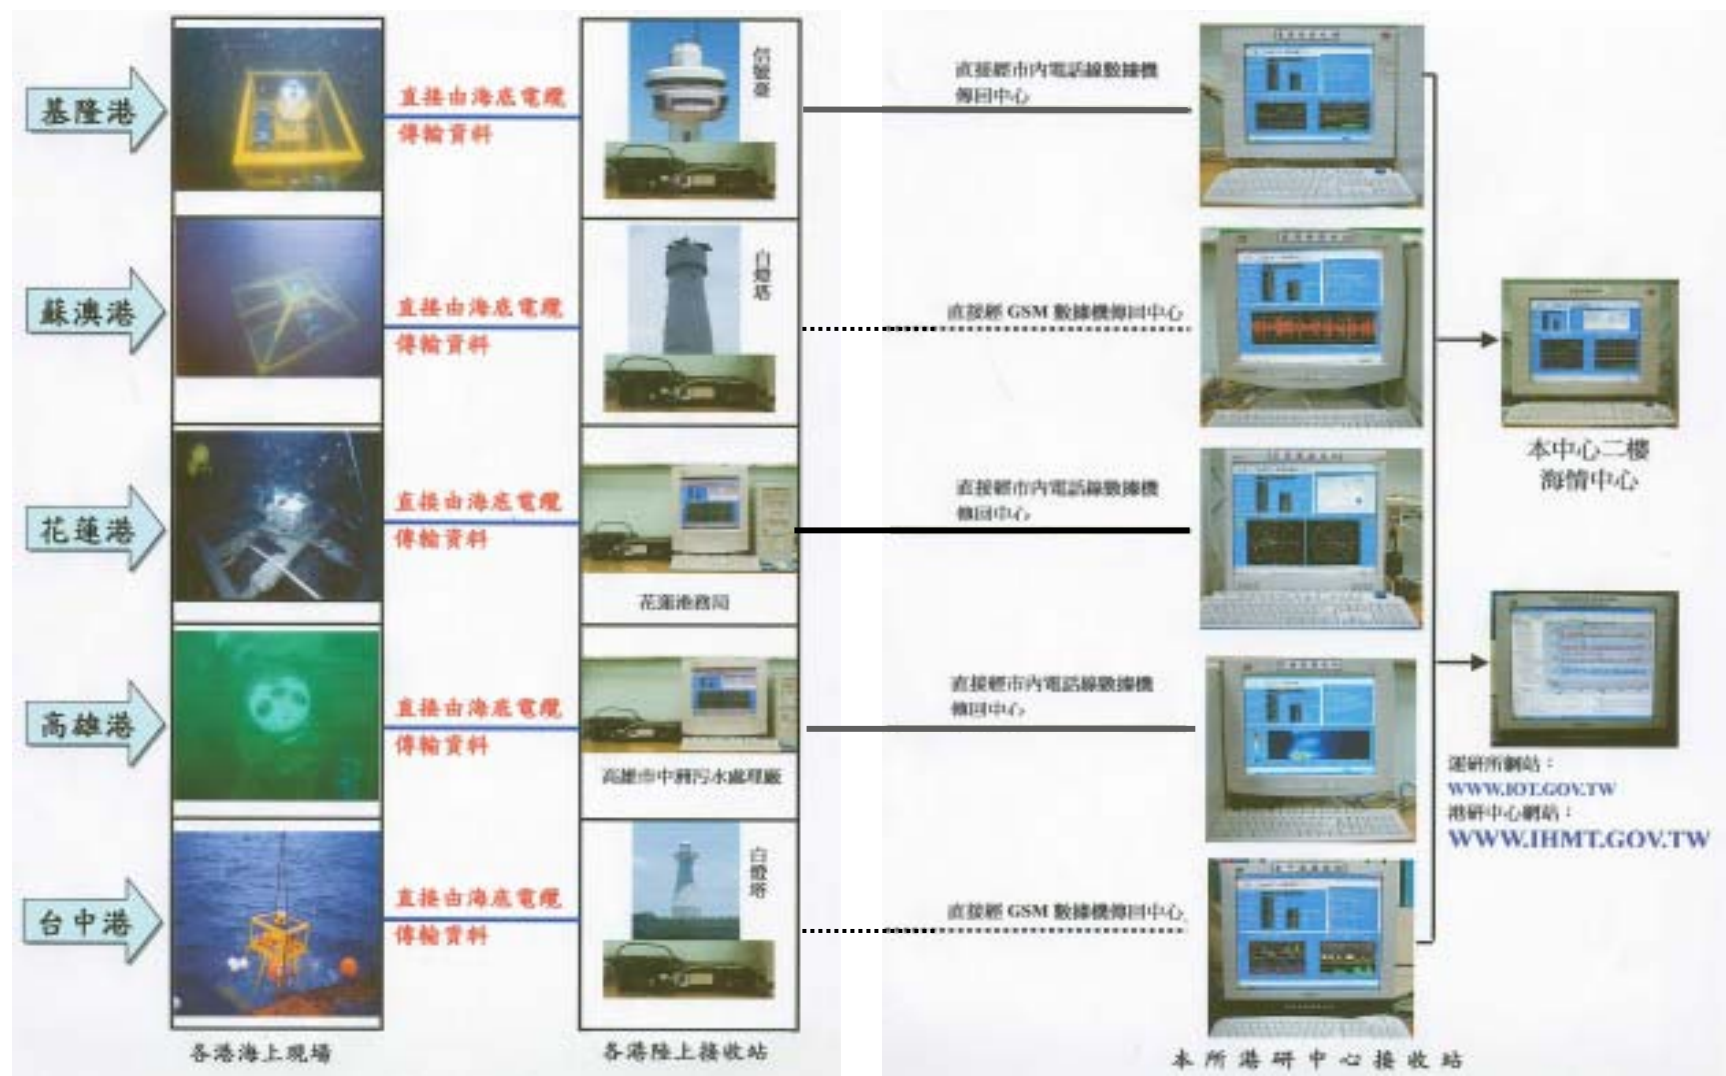 基隆港
直接由海底電纜
傳輸資料
信號臺
直接經市內電話線數據機
傳回中心
蘇澳港
直接由海底電纜
傳輸資料
白燈塔
直接經 GSM 數據機傳回中心
本中心二樓
海情中心
花蓮港
直接由海底電纜
傳輸資料
花蓮港務局
直接經市內電話線數據機
傳回中心
高雄港
直接由海底電纜
傳輸資料
高雄市中洲污水處理廠
直接經市內電話線數據機
傳回中心
運研所網站：
WWW.IOT.GOV.TW
港研中心網站：
WWW.IHMT.GOV.TW
台中港
直接由海底電纜
傳輸資料
白燈塔
直接經 GSM 數據機傳回中心
各港海上現場
各港陸上接收站
本所港研中心接收站